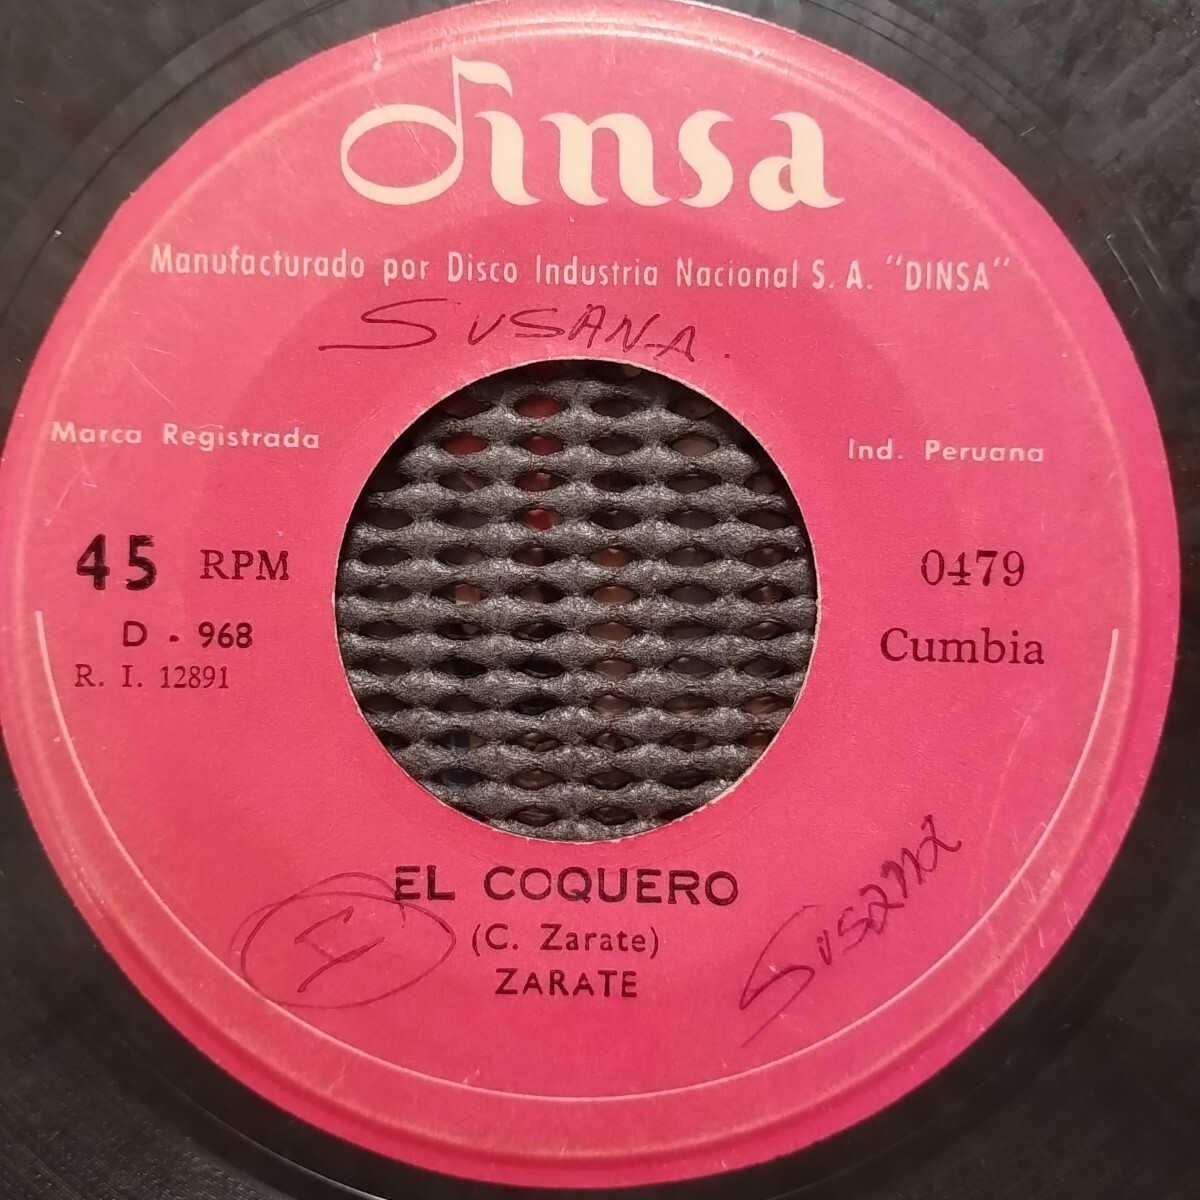 dinsa
Manufacturado por Disco Industria Nacional S. A. "DINSA"
SUSANA.
Marca Registrada
Ind. Peruana
45 RPM
0479
D - 968
Cumbia
R. I. 12891
EL COQUERO
(C. Zarate)
ZARATE
Susana